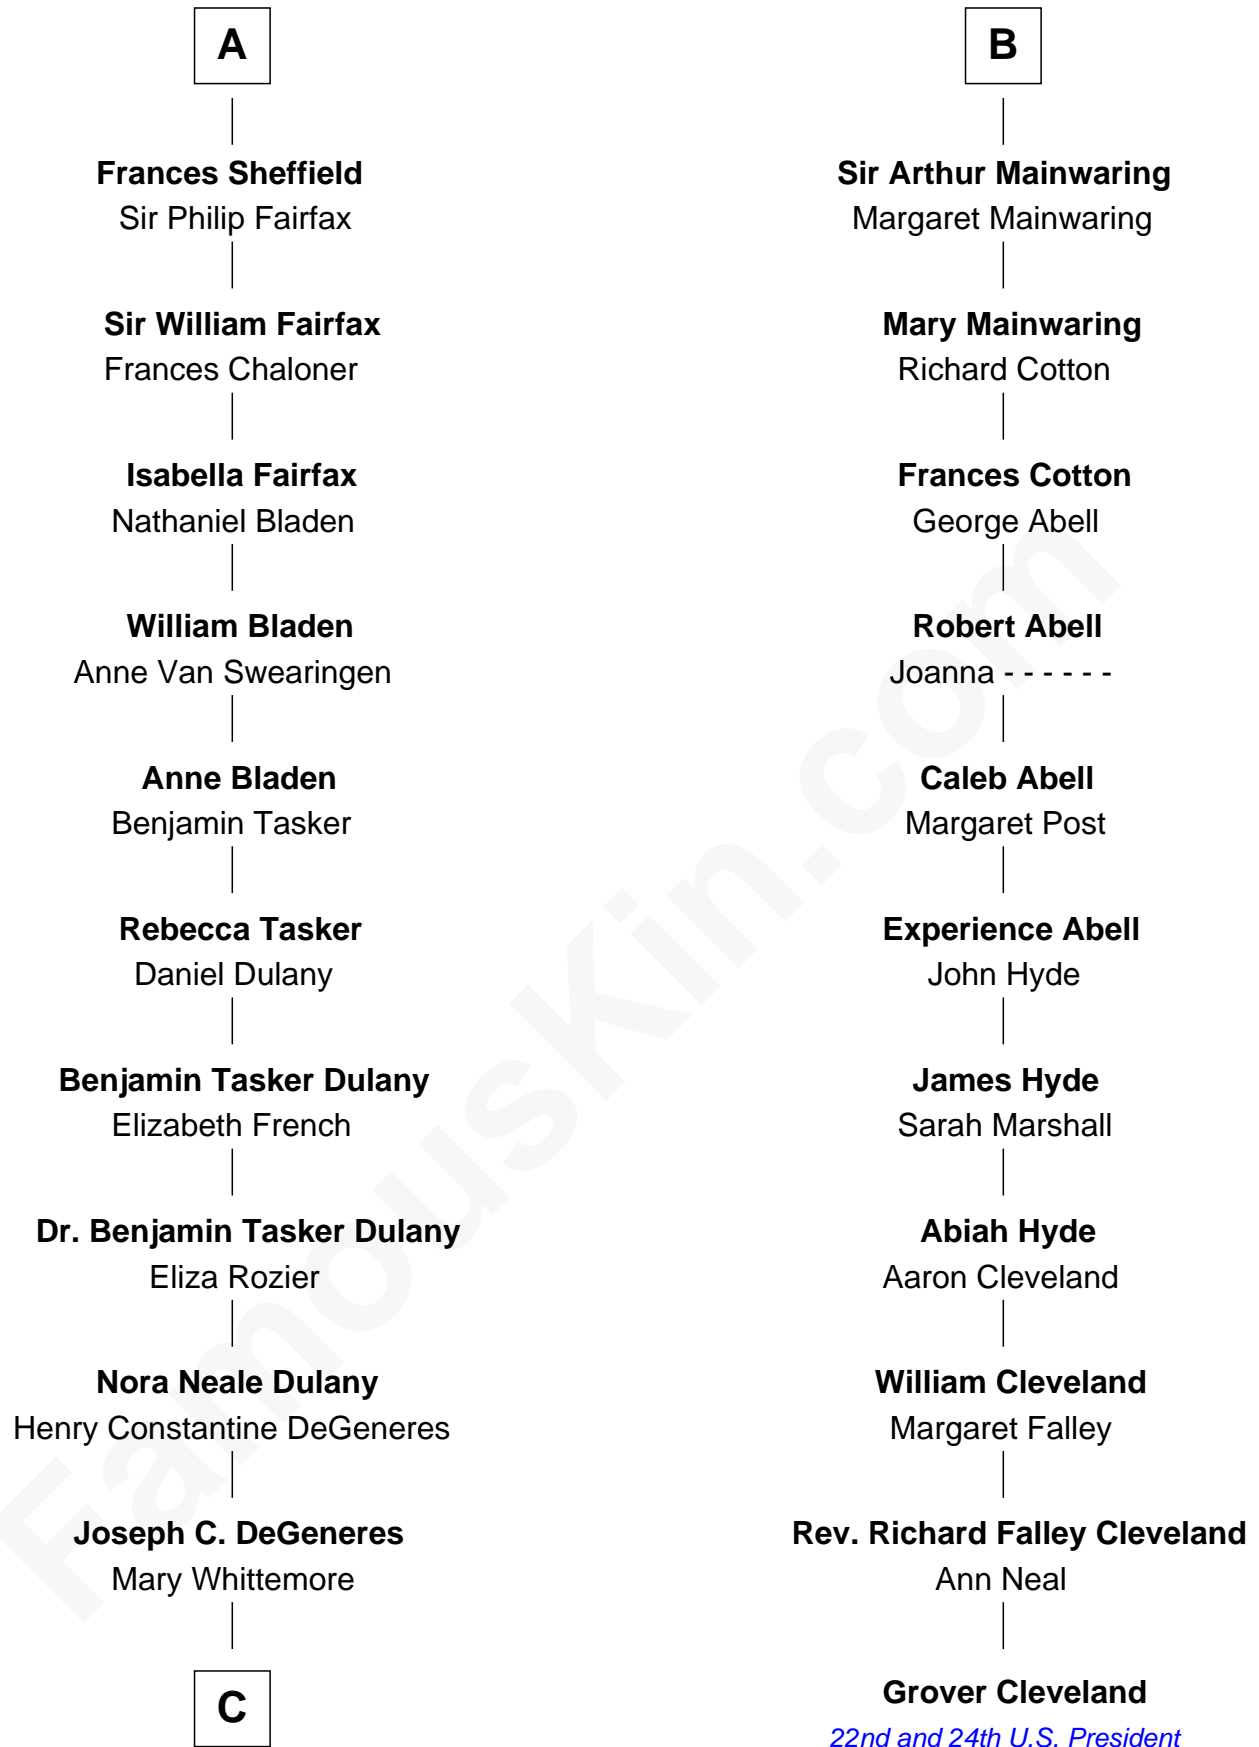 A
Frances Sheffield
Sir Philip Fairfax
Sir William Fairfax
Frances Chaloner
Isabella Fairfax
Nathaniel Bladen
William Bladen
Anne Van Swearingen
Anne Bladen
Benjamin Tasker
Rebecca Tasker
Daniel Dulany
Benjamin Tasker Dulany
Elizabeth French
Dr. Benjamin Tasker Dulany
Eliza Rozier
Nora Neale Dulany
Henry Constantine DeGeneres
Joseph C. DeGeneres
Mary Whittemore
C
B
Sir Arthur Mainwaring
Margaret Mainwaring
Mary Mainwaring
Richard Cotton
Frances Cotton
George Abell
Robert Abell
Joanna - - - - - -
Caleb Abell
Margaret Post
Experience Abell
John Hyde
James Hyde
Sarah Marshall
Abiah Hyde
Aaron Cleveland
William Cleveland
Margaret Falley
Rev. Richard Falley Cleveland
Ann Neal
Grover Cleveland
22nd and 24th U.S. President
FamousKin.com